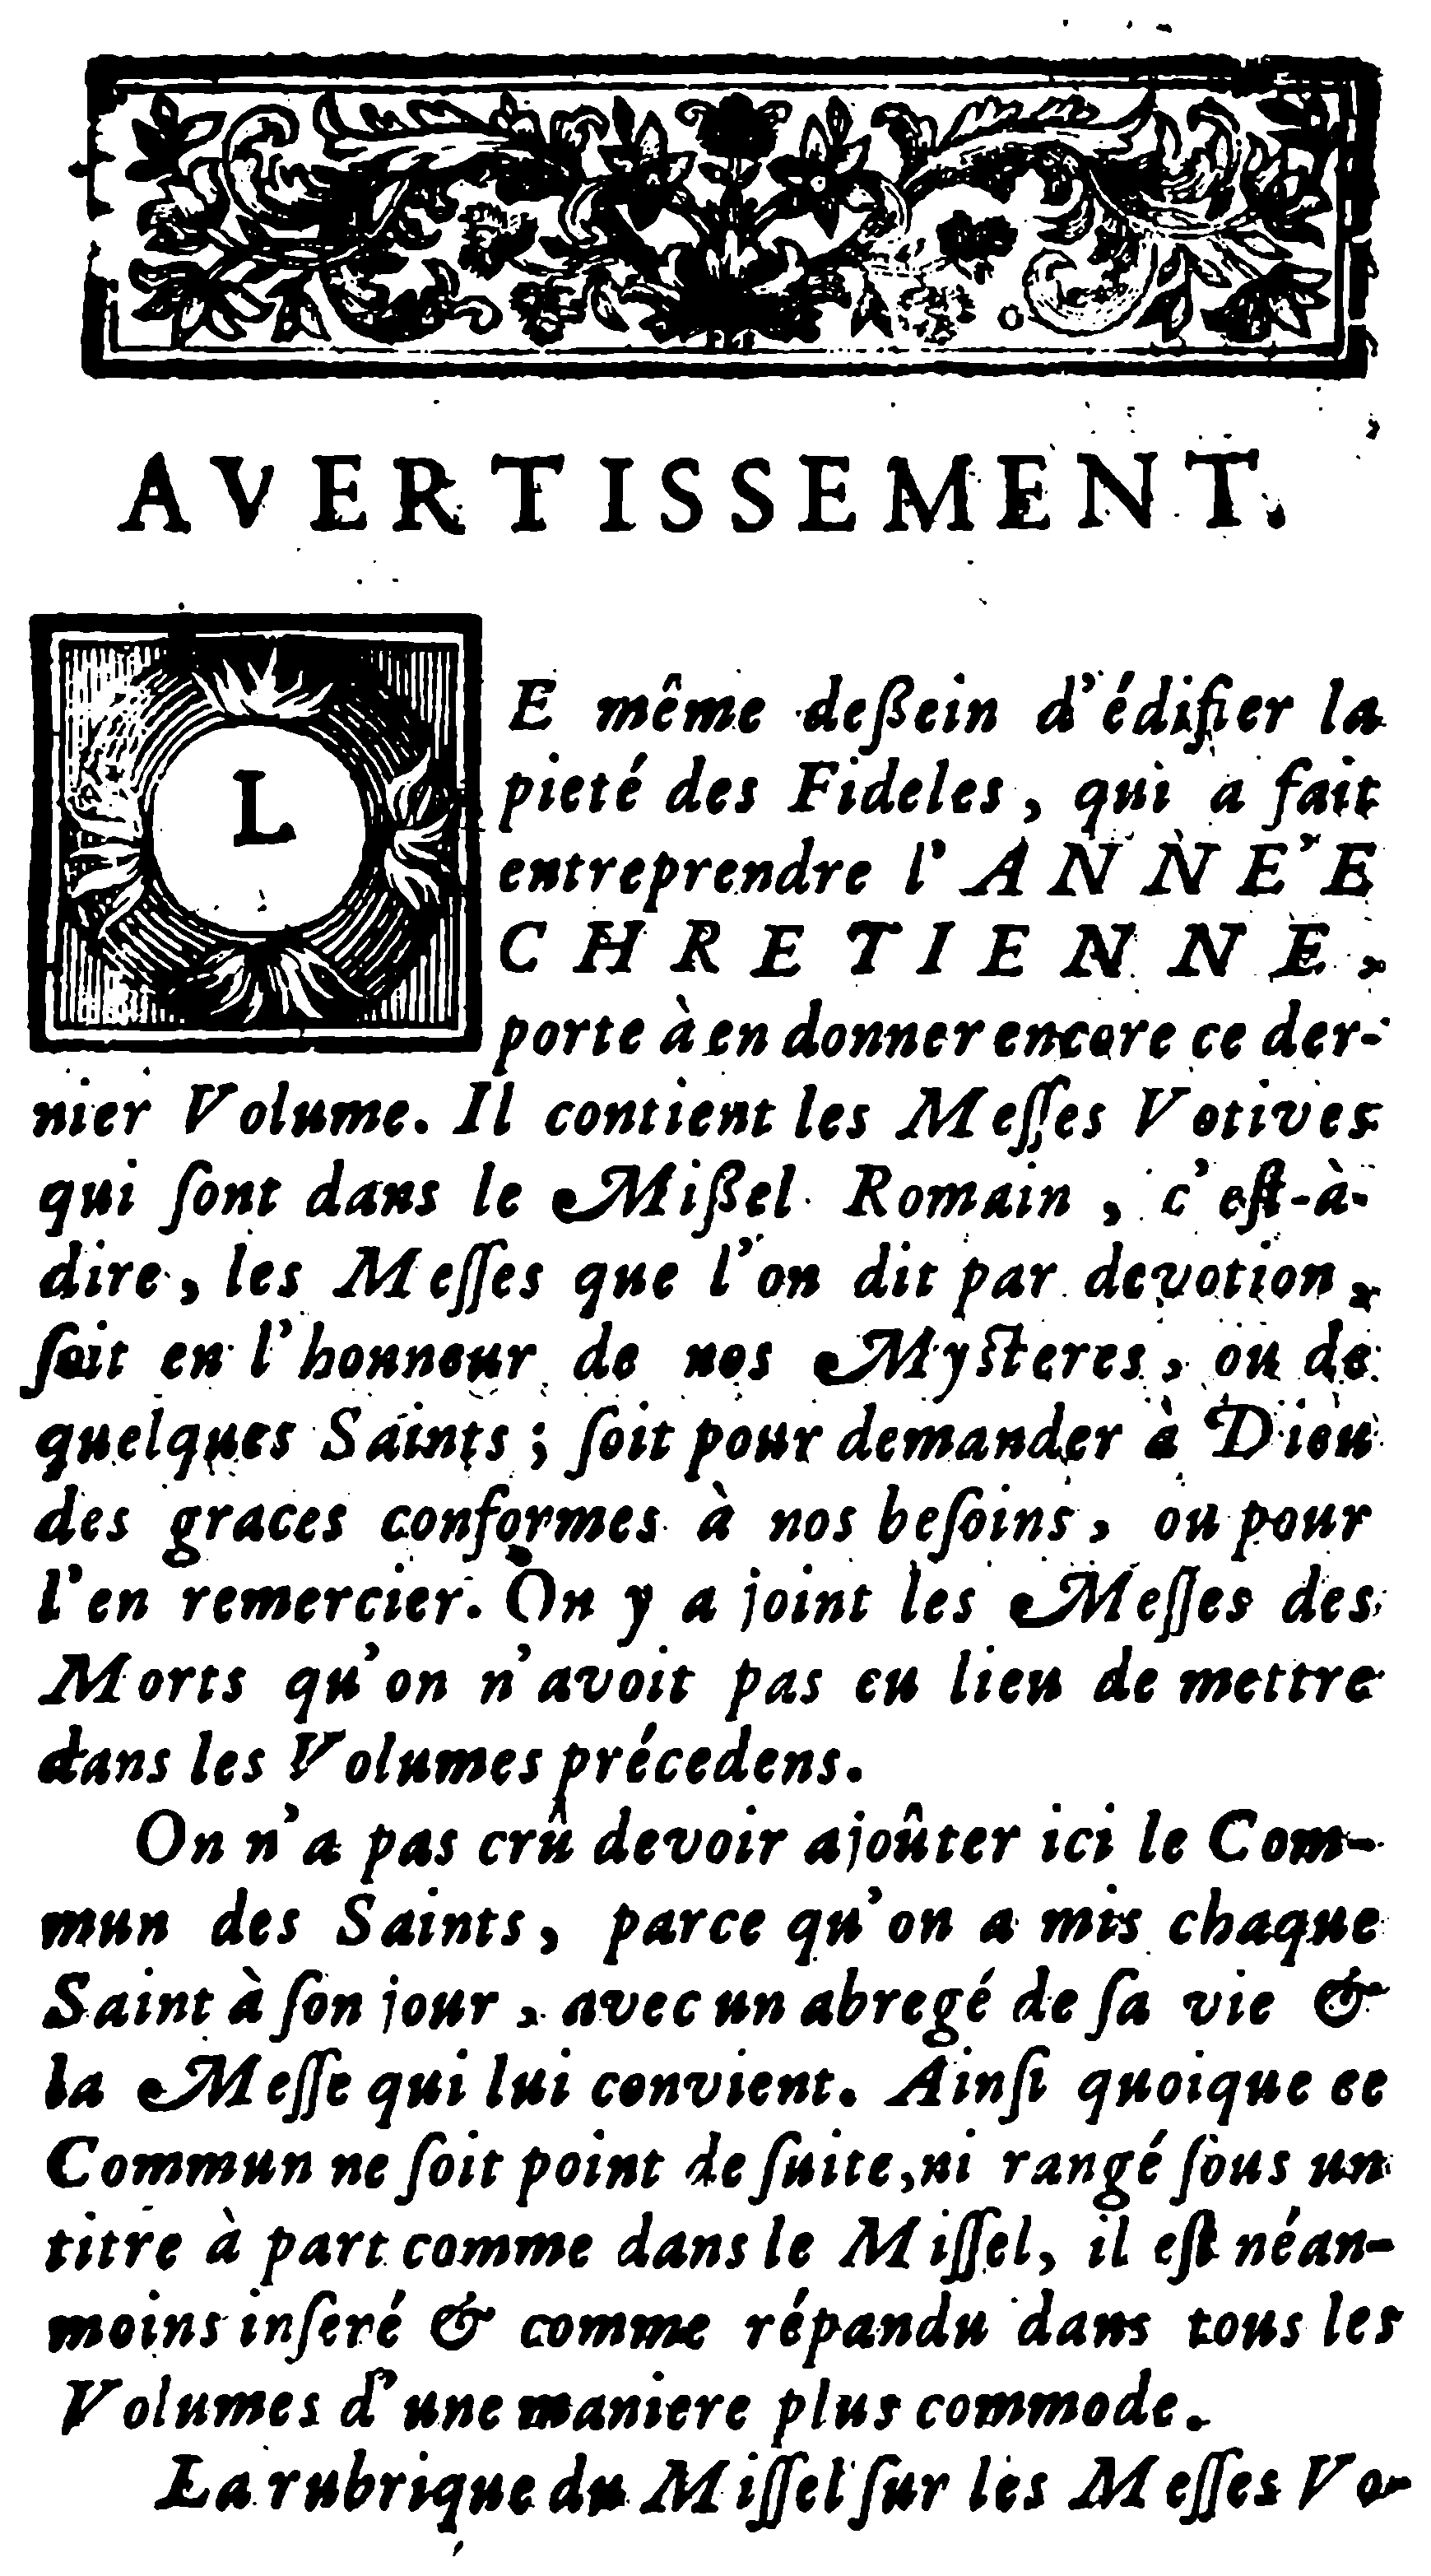 AVERTISSEMENT.
LE même deßein d'édifier la
pieté des Fideles, qui a fait
entreprendre l'ANNE'E
CHRETIENNE,
porte à en donner encore ce der-
nier Volume. Il contient les Meſſes Votives
qui ſont dans le Mißel Romain, c'eſt-à-
dire, les Meſſes que l'on dit par devotion,
ſoit en l'honneur de nos Mysteres, ou de
quelques Saints; ſoit pour demander à Dieu
des graces conformes à nos beſoins, ou pour
l'en remercier. On y a joint les Meſſes des
Morts qu'on n'avoit pas eu lieu de mettre
dans les Volumes précedens.
On n'a pas crû devoir ajoûter ici le Com-
mun des Saints, parce qu'on a mis chaque
Saint à ſon jour, avec un abregé de ſa vie &
la Meſſe qui lui convient. Ainſi quoique ce
Commun ne ſoit point de ſuite, ni rangé ſous un
titre à part comme dans le Miſſel, il eſt néan-
moins inſeré & comme répandu dans tous les
Volumes d'une maniere plus commode.
La rubrique du Miſſel ſur les Meſſes Vo-